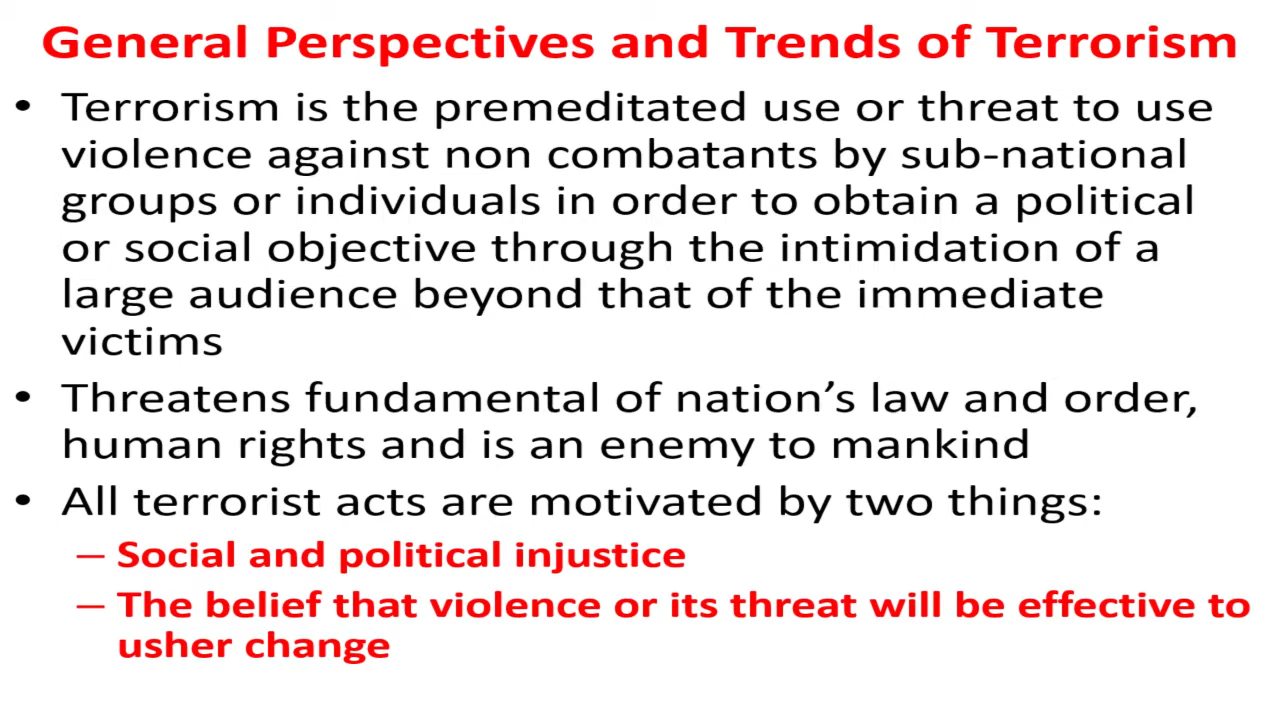 General Perspectives and Trends of Terrorism
• Terrorism is the premeditated use or threat to use
violence against non combatants by sub-national
groups or individuals in order to obtain a political
or social objective through the intimidation of a
large audience beyond that of the immediate
victims
• Threatens fundamental of nation’s law and order,
human rights and is an enemy to mankind
• All terrorist acts are motivated by two things:
– Social and political injustice
– The belief that violence or its threat will be effective to
usher change